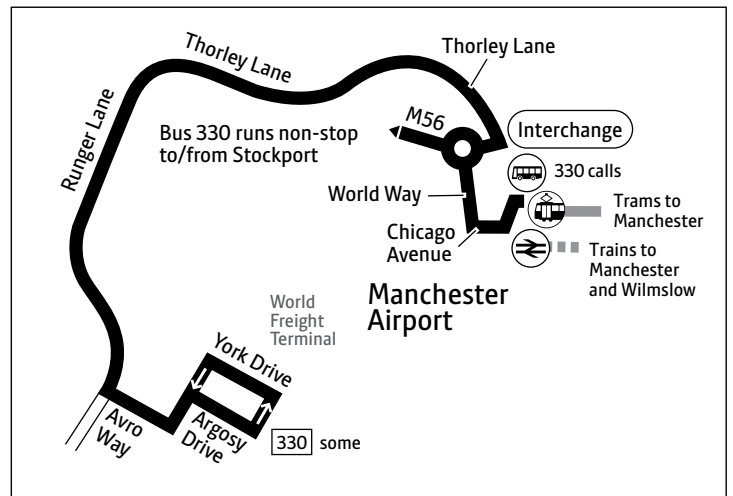 Thorley Lane
Thorley Lane
Runger Lane
M56
Interchange
Bus 330 runs non-stop
to/from Stockport
330 calls
World Way
Trams to
Manchester
Chicago
Avenue
Trains to
Manchester
and Wilmslow
Manchester
Airport
World
Freight
Terminal
York Drive
Argosy
Drive
Avro
Way
330 some